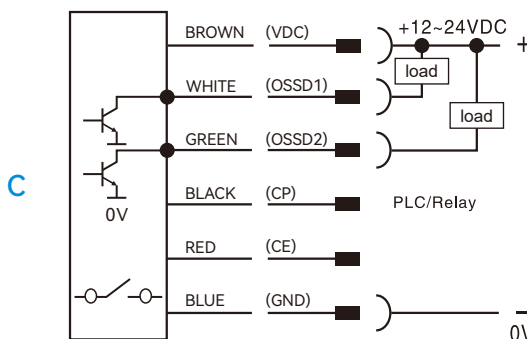 BROWN (VDC) +12~24VDC +
load
WHITE (OSSD1)
load
GREEN (OSSD2)
C
BLACK (CP) PLC/Relay
0V
RED (CE)
BLUE (GND) −
0V